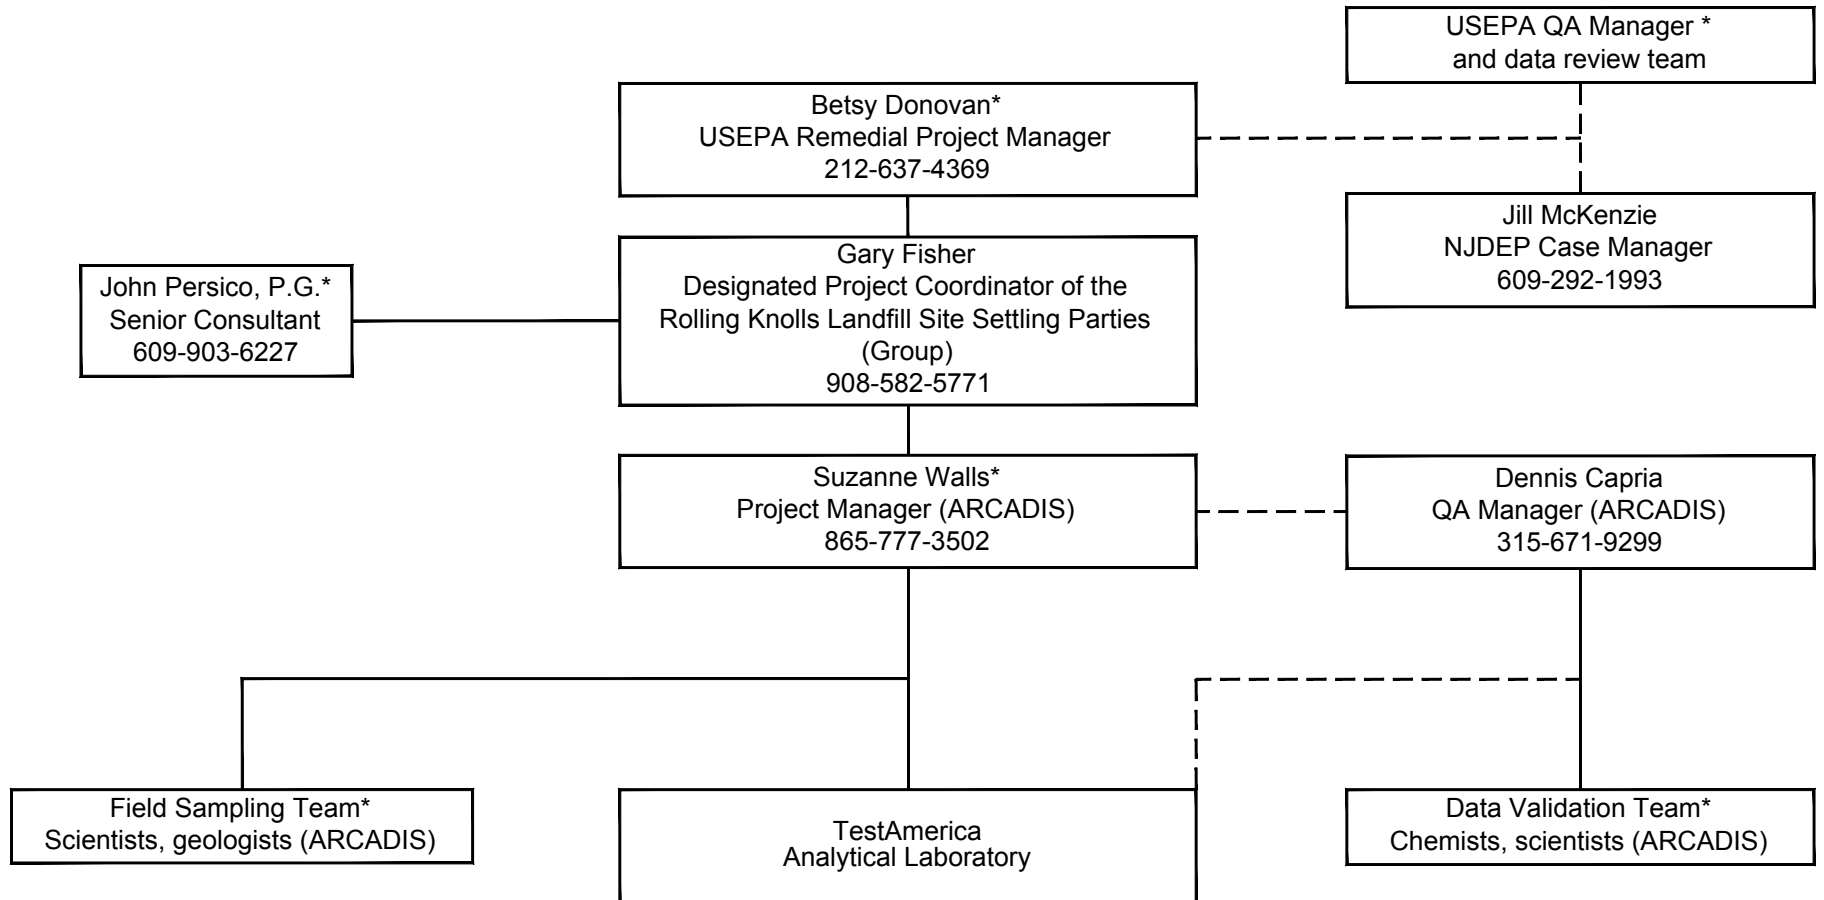 USEPA QA Manager *
and data review team
Betsy Donovan*
USEPA Remedial Project Manager
212-637-4369
Jill McKenzie
NJDEP Case Manager
609-292-1993
Gary Fisher
Designated Project Coordinator of the
Rolling Knolls Landfill Site Settling Parties
(Group)
908-582-5771
John Persico, P.G.*
Senior Consultant
609-903-6227
Suzanne Walls*
Project Manager (ARCADIS)
865-777-3502
Dennis Capria
QA Manager (ARCADIS)
315-671-9299
Field Sampling Team*
Scientists, geologists (ARCADIS)
TestAmerica
Analytical Laboratory
Data Validation Team*
Chemists, scientists (ARCADIS)